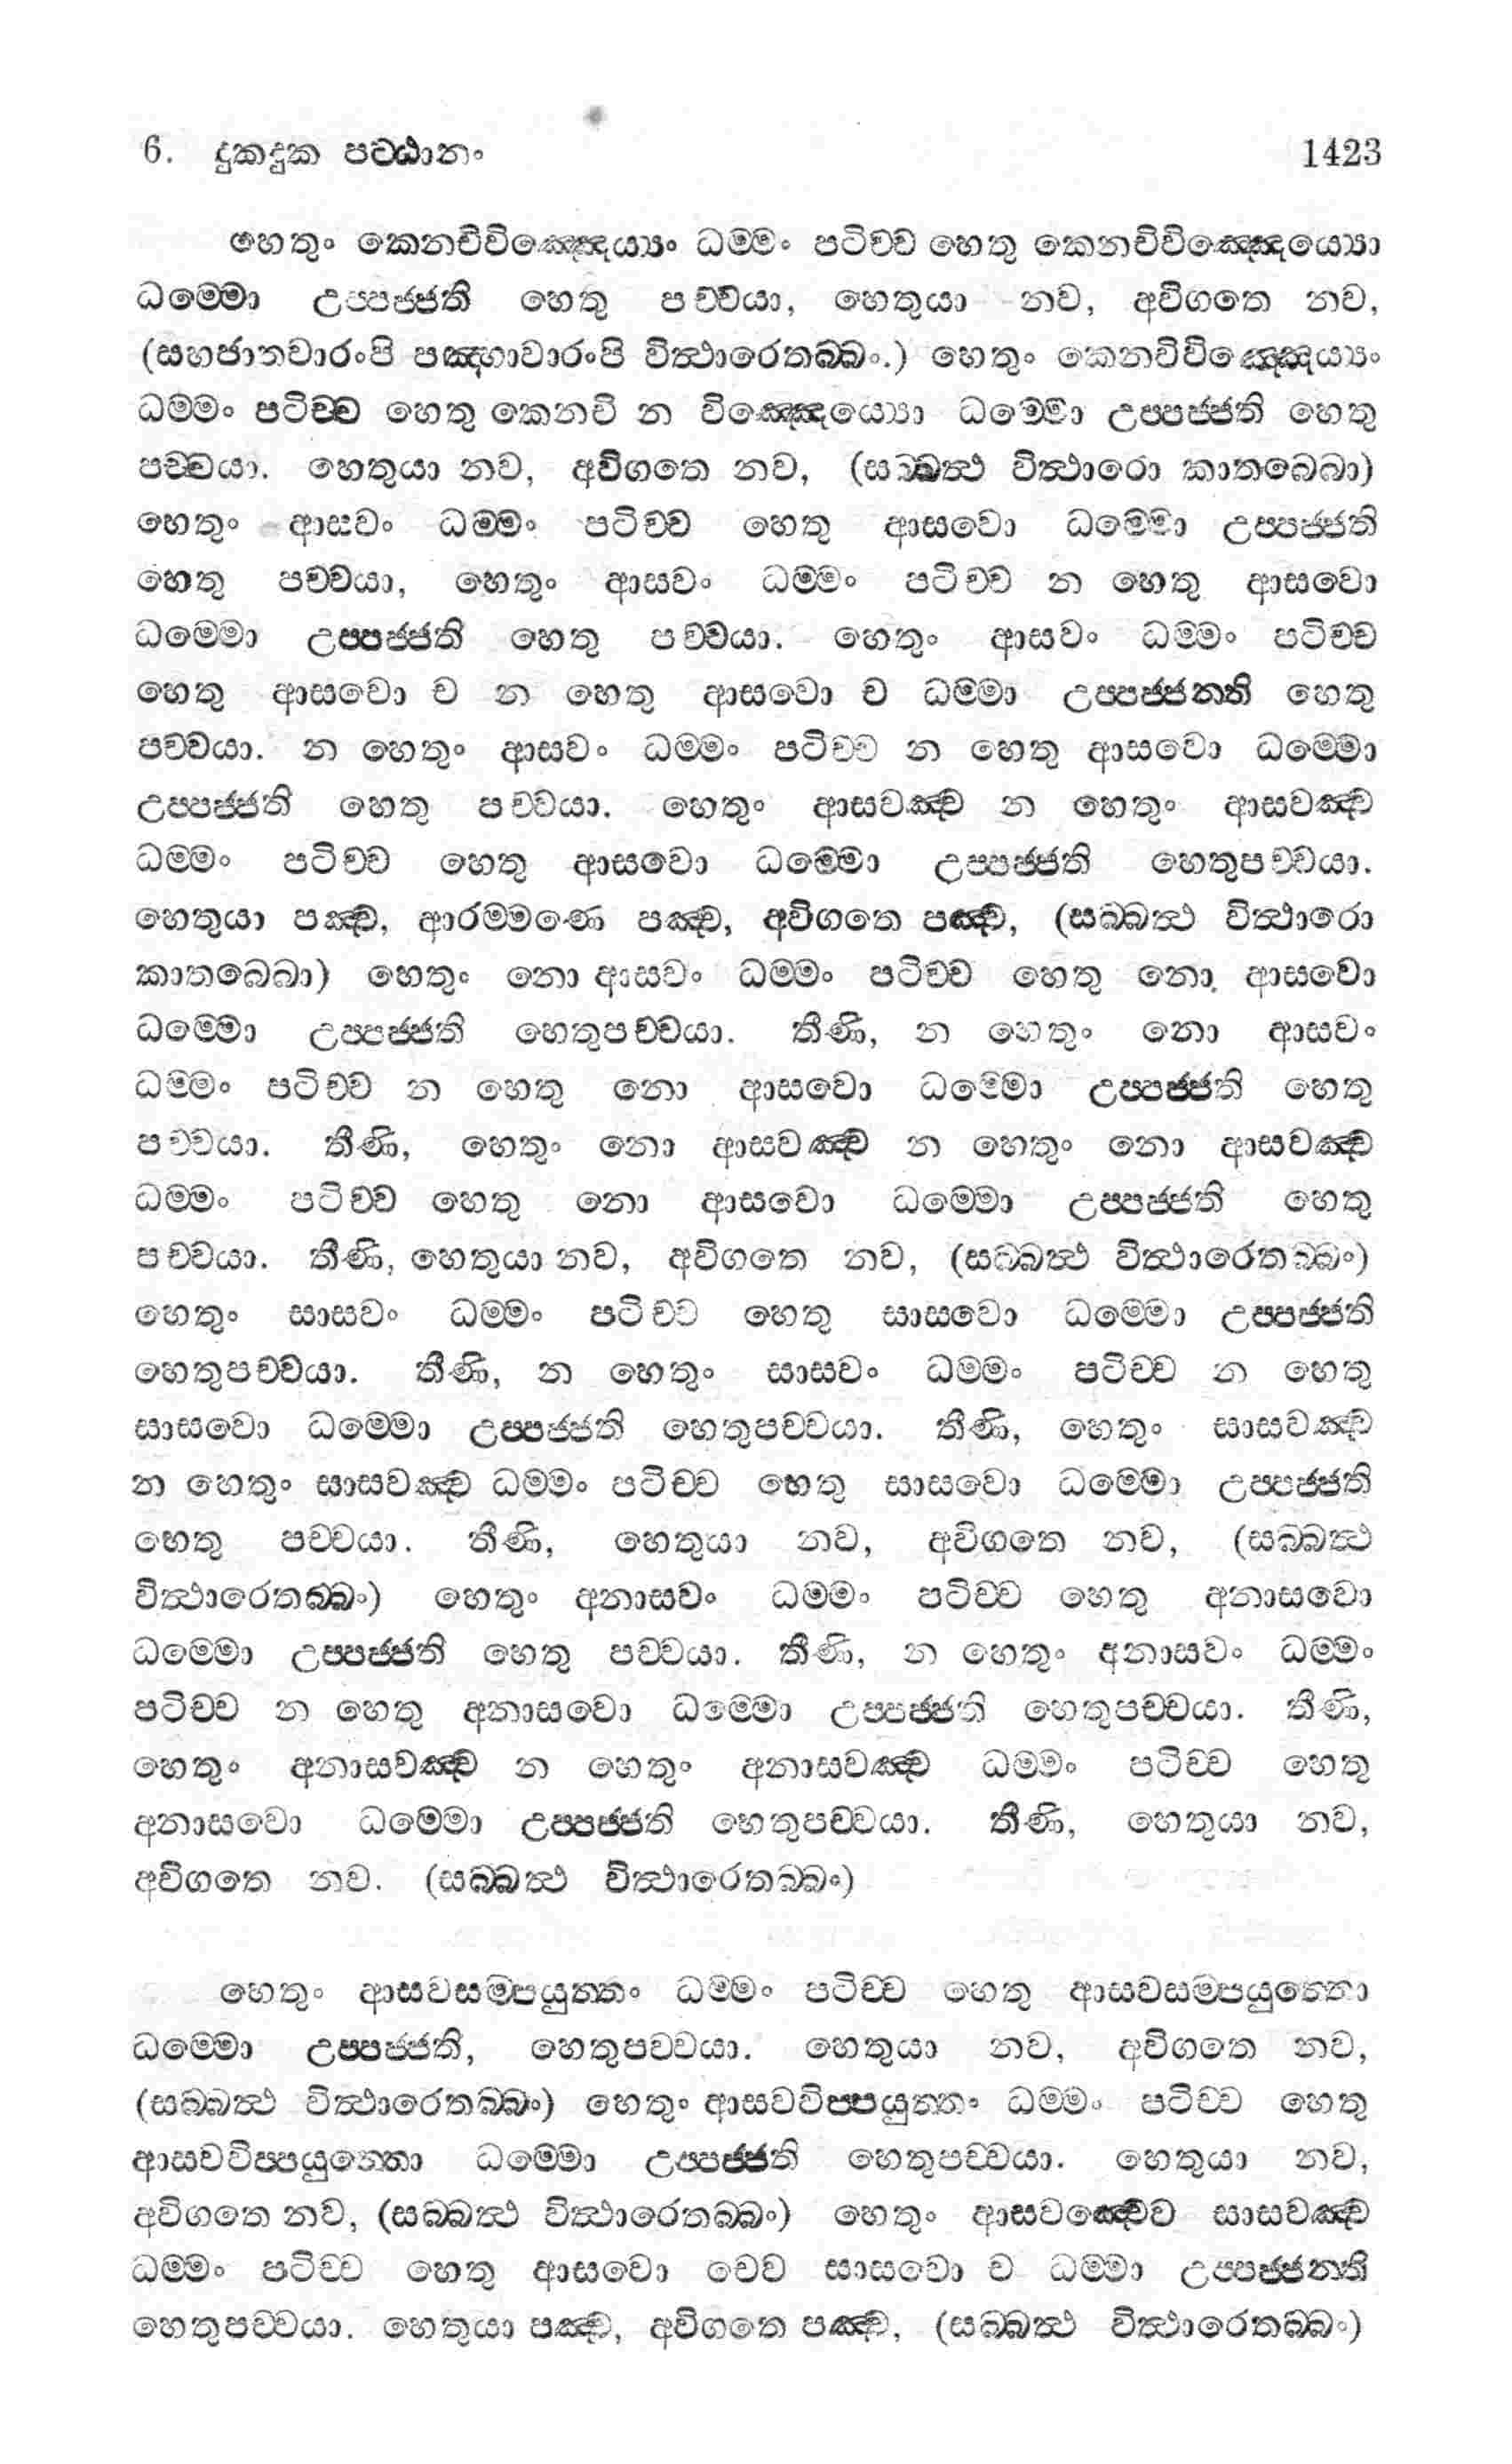 6. දුකදුක පට්ඨානං 1423
හෙතුං කෙනචිවිඤ්ඤෙය්‍යං ධම්මං පටිච්ච හෙතු කෙනචිවිඤ්ඤෙය්‍යො
ධම්මො උප්පජ්ජති හෙතු පච්චයා, හෙතුයා නව, අවිගතෙ නව,
(සහජාතවාරංපි පඤ්හාවාරංපි විත්‍ථාරෙතබ්බං.) හෙතුං කෙනචිවිඤ්ඤෙය්‍යං
ධම්මං පටිච්ච හෙතු කෙනචි න විඤ්ඤෙය්‍යො ධම්මො උප්පජ්ජති හෙතු
පච්චයා. හෙතුයා නව, අවිගතෙ නව, (සබ්බත්‍ථ විත්‍ථාරො කාතබ්බො)
හෙතුං ආසවං ධම්මං පටිච්ච හෙතු ආසවො ධම්මො උප්පජ්ජති
හෙතු පච්චයා, හෙතුං ආසවං ධම්මං පටිච්ච න හෙතු ආසවො
ධම්මො උප්පජ්ජති හෙතු පච්චයා. හෙතුං ආසවං ධම්මං පටිච්ච
හෙතු ආසවො ච න හෙතු ආසවො ච ධම්මා උප්පජ්ජන්ති හෙතු
පච්චයා. න හෙතුං ආසවං ධම්මං පටිච්ච න හෙතු ආසවො ධම්මො
උප්පජ්ජති හෙතු පච්චයා. හෙතුං ආසවඤ්ච න හෙතුං ආසවඤ්ච
ධම්මං පටිච්ච හෙතු ආසවො ධම්මො උප්පජ්ජති හෙතුපච්චයා.
හෙතුයා පඤ්ච, ආරම්මණෙ පඤ්ච, අවිගතෙ පඤ්ච, (සබ්බත්‍ථ විත්‍ථාරො
කාතබ්බො) හෙතුං නො ආසවං ධම්මං පටිච්ච හෙතු නො ආසවො
ධම්මො උප්පජ්ජති හෙතුපච්චයා. තීණි, න හෙතුං නො ආසවං
ධම්මං පටිච්ච න හෙතු නො ආසවො ධම්මො උප්පජ්ජති හෙතු
පච්චයා. තීණි, හෙතුං නො ආසවඤ්ච න හෙතුං නො ආසවඤ්ච
ධම්මං පටිච්ච හෙතු නො ආසවො ධම්මො උප්පජ්ජති හෙතු
පච්චයා. තීණි, හෙතුයා නව, අවිගතෙ නව, (සබ්බත්‍ථ විත්‍ථාරෙතබ්බං)
හෙතුං සාසවං ධම්මං පටිච්ච හෙතු සාසවො ධම්මො උප්පජ්ජති
හෙතුපච්චයා. තීණි, න හෙතුං සාසවං ධම්මං පටිච්ච න හෙතු
සාසවො ධම්මො උප්පජ්ජති හෙතුපච්චයා. තීණි, හෙතුං සාසවඤ්ච
න හෙතුං සාසවඤ්ච ධම්මං පටිච්ච හෙතු සාසවො ධම්මො උප්පජ්ජති
හෙතු පච්චයා. තීණි, හෙතුයා නව, අවිගතෙ නව, (සබ්බත්‍ථ
විත්‍ථාරෙතබ්බං) හෙතුං අනාසවං ධම්මං පටිච්ච හෙතු අනාසවො
ධම්මො උප්පජ්ජති හෙතු පච්චයා. තීණි, න හෙතුං අනාසවං ධම්මං
පටිච්ච න හෙතු අනාසවො ධම්මො උප්පජ්ජති හෙතුපච්චයා. තීණි,
හෙතුං අනාසවඤ්ච න හෙතුං අනාසවඤ්ච ධම්මං පටිච්ච හෙතු
අනාසවො ධම්මො උප්පජ්ජති හෙතුපච්චයා. තීණි, හෙතුයා නව,
අවිගතෙ නව. (සබ්බත්‍ථ විත්‍ථාරෙතබ්බං)
හෙතුං ආසවසම්පයුත්තං ධම්මං පටිච්ච හෙතු ආසවසම්පයුත්තො
ධම්මො උප්පජ්ජති, හෙතුපච්චයා. හෙතුයා නව, අවිගතෙ නව,
(සබ්බත්‍ථ විත්‍ථාරෙතබ්බං) හෙතුං ආසවවිප්පයුත්තං ධම්මං පටිච්ච හෙතු
ආසවවිප්පයුත්තො ධම්මො උප්පජ්ජති හෙතුපච්චයා. හෙතුයා නව,
අවිගතෙ නව, (සබ්බත්‍ථ විත්‍ථාරෙතබ්බං) හෙතුං ආසවඤ්චෙව සාසවඤ්ච
ධම්මං පටිච්ච හෙතු ආසවො චෙව සාසවො ච ධම්මා උප්පජ්ජන්ති
හෙතුපච්චයා. හෙතුයා පඤ්ච, අවිගතෙ පඤ්ච, (සබ්බත්‍ථ විත්‍ථාරෙතබ්බං)